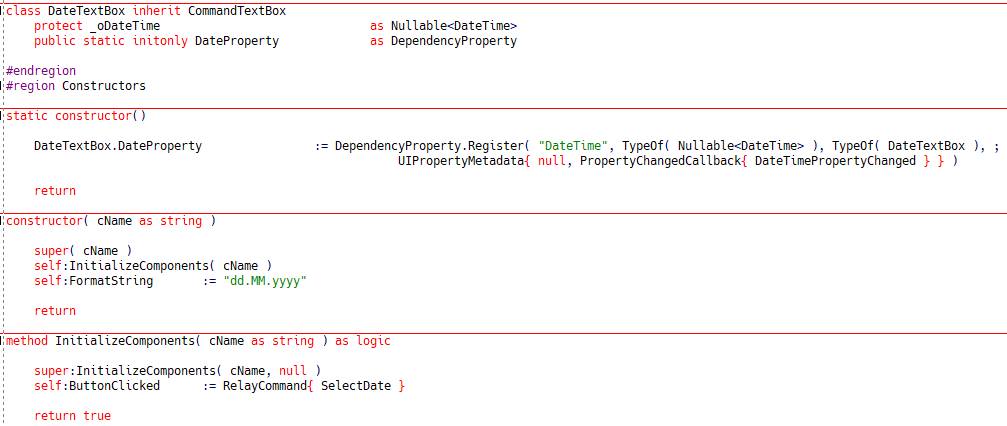 class DateTextBox inherit CommandTextBox
protect _oDateTime as Nullable<DateTime>
public static initonly DateProperty as DependencyProperty
#endregion
#region Constructors
static constructor()
DateTextBox.DateProperty := DependencyProperty.Register( "DateTime", TypeOf( Nullable<DateTime> ), TypeOf( DateTextBox ), ;
UIPropertyMetadata{ null, PropertyChangedCallback{ DateTimePropertyChanged } } )
return
constructor( cName as string )
super( cName )
self:InitializeComponents( cName )
self:FormatString := "dd.MM.yyyy"
return
method InitializeComponents( cName as string ) as logic
super:InitializeComponents( cName, null )
self:ButtonClicked := RelayCommand{ SelectDate }
return true